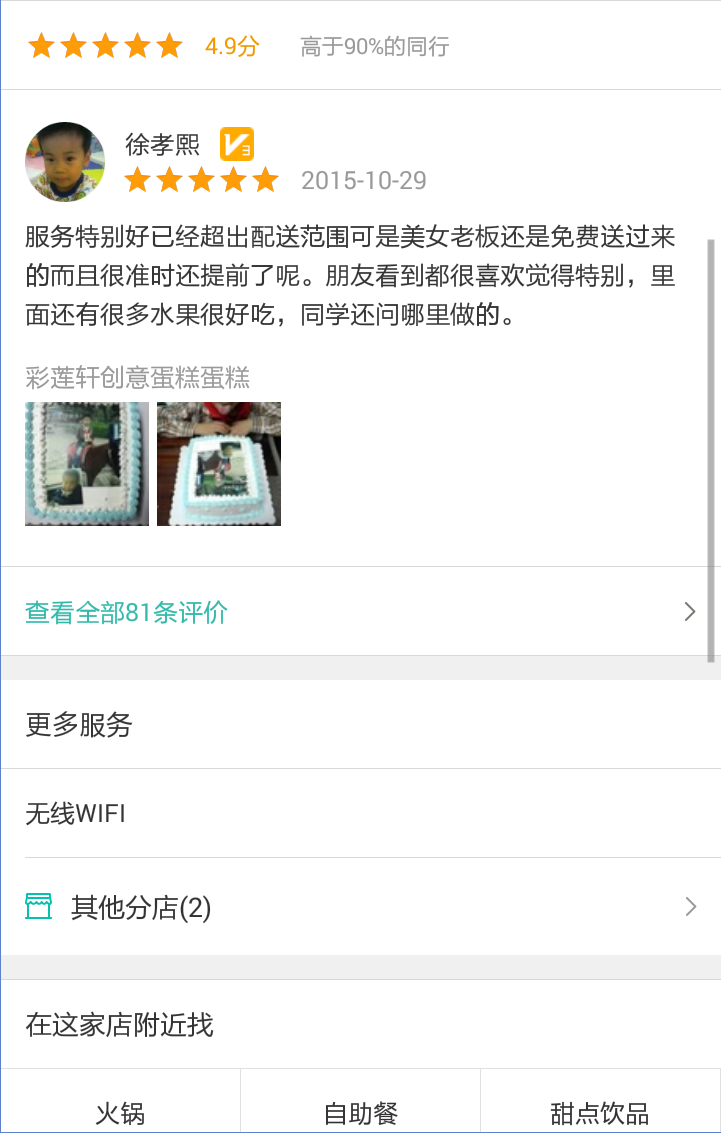 4.9分 高于90%的同行
徐孝熙 V3
2015-10-29
服务特别好已经超出配送范围可是美女老板还是免费送过来
的而且很准时还提前了呢。朋友看到都很喜欢觉得特别，里
面还有很多水果很好吃，同学还问哪里做的。
彩莲轩创意蛋糕蛋糕
查看全部81条评价
更多服务
无线WIFI
其他分店(2)
在这家店附近找
火锅 自助餐 甜点饮品